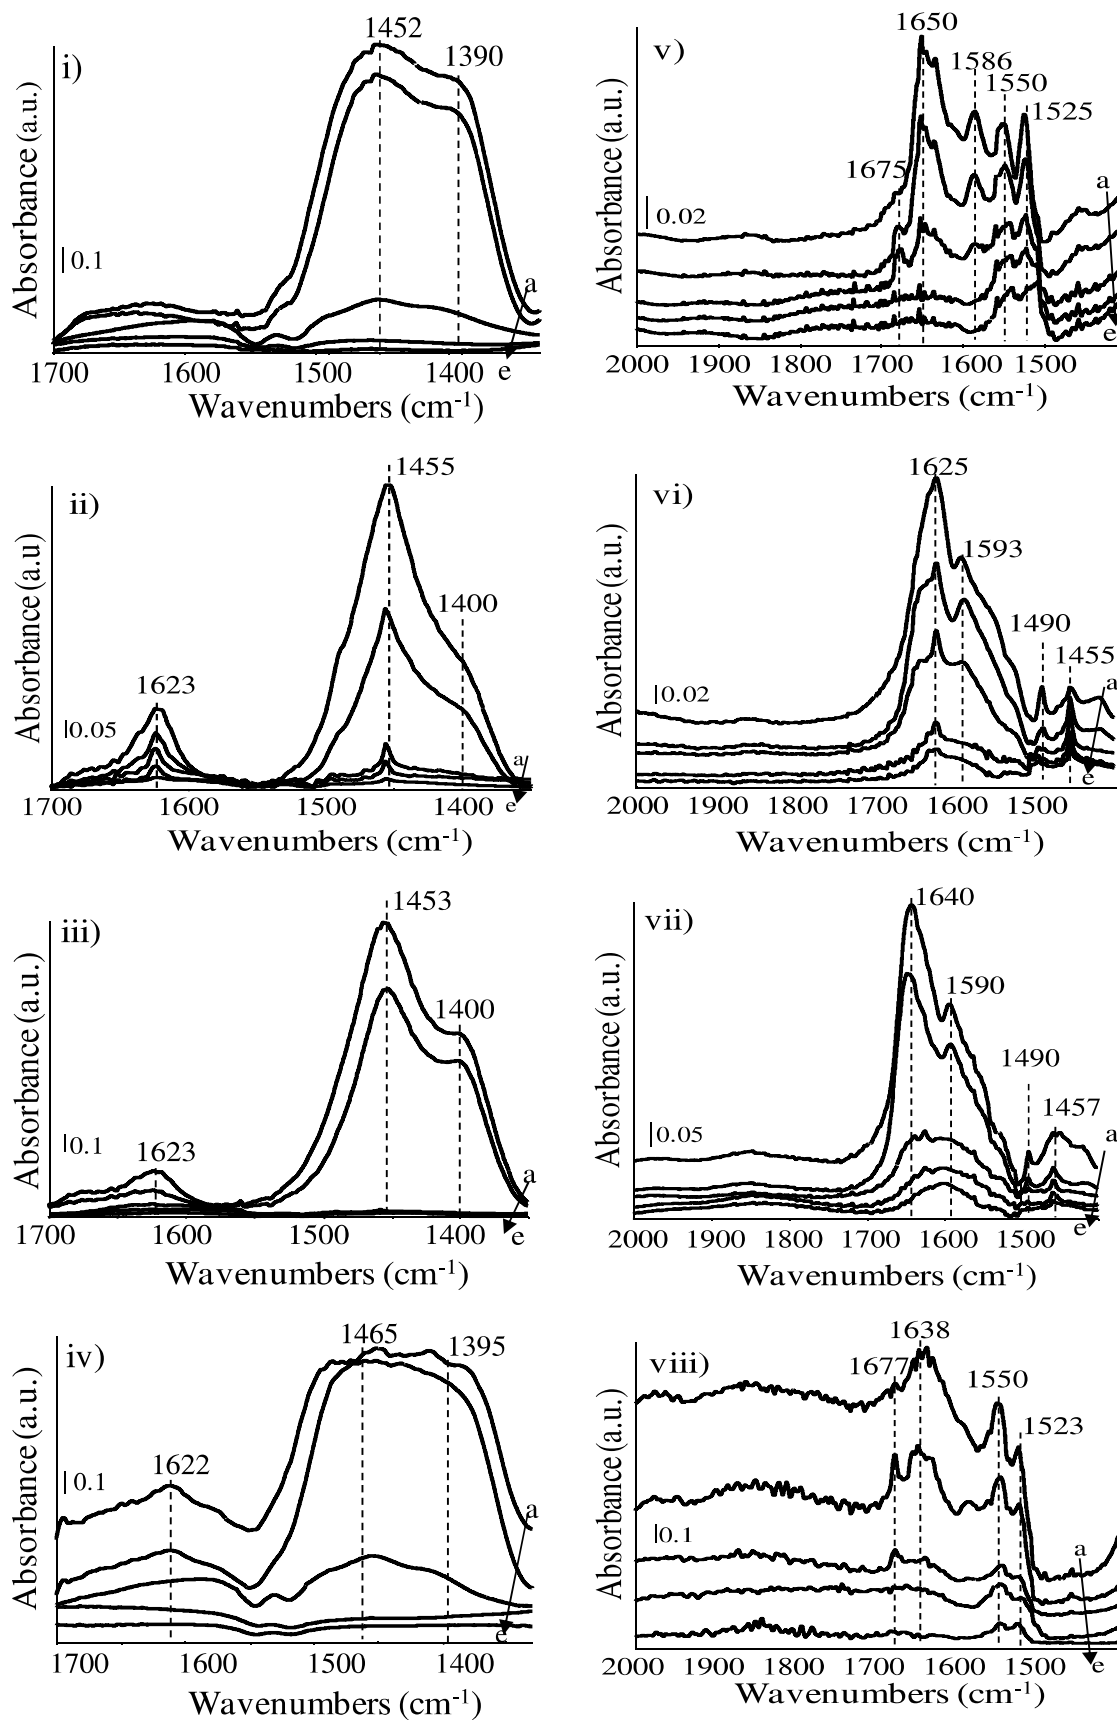 i)
1452
1390
Absorbance (a.u.)
0.1
a
e
1700 1600 1500 1400
Wavenumbers (cm-1)
v)
1650
1586
1550
1525
1675
Absorbance (a.u.)
0.02
a
e
2000 1900 1800 1700 1600 1500
Wavenumbers (cm-1)
ii)
1455
1400
1623
Absorbance (a.u)
0.05
a
e
1700 1600 1500 1400
Wavenumbers (cm-1)
vi)
1625
1593
1490
1455
Absorbance (a.u.)
0.02
a
e
2000 1900 1800 1700 1600 1500
Wavenumbers (cm-1)
iii)
1453
1400
1623
Absorbance (a.u.)
0.1
a
e
1700 1600 1500 1400
Wavenumbers (cm-1)
vii)
1640
1590
1490
1457
Absorbance (a.u.)
0.05
a
e
2000 1900 1800 1700 1600 1500
Wavenumbers (cm-1)
iv)
1465
1395
1622
Absorbance (a.u.)
0.1
a
e
1700 1600 1500 1400
Wavenumbers (cm-1)
viii)
1638
1677
1550
1523
Absorbance (a.u.)
0.1
a
e
2000 1900 1800 1700 1600 1500
Wavenumbers (cm-1)